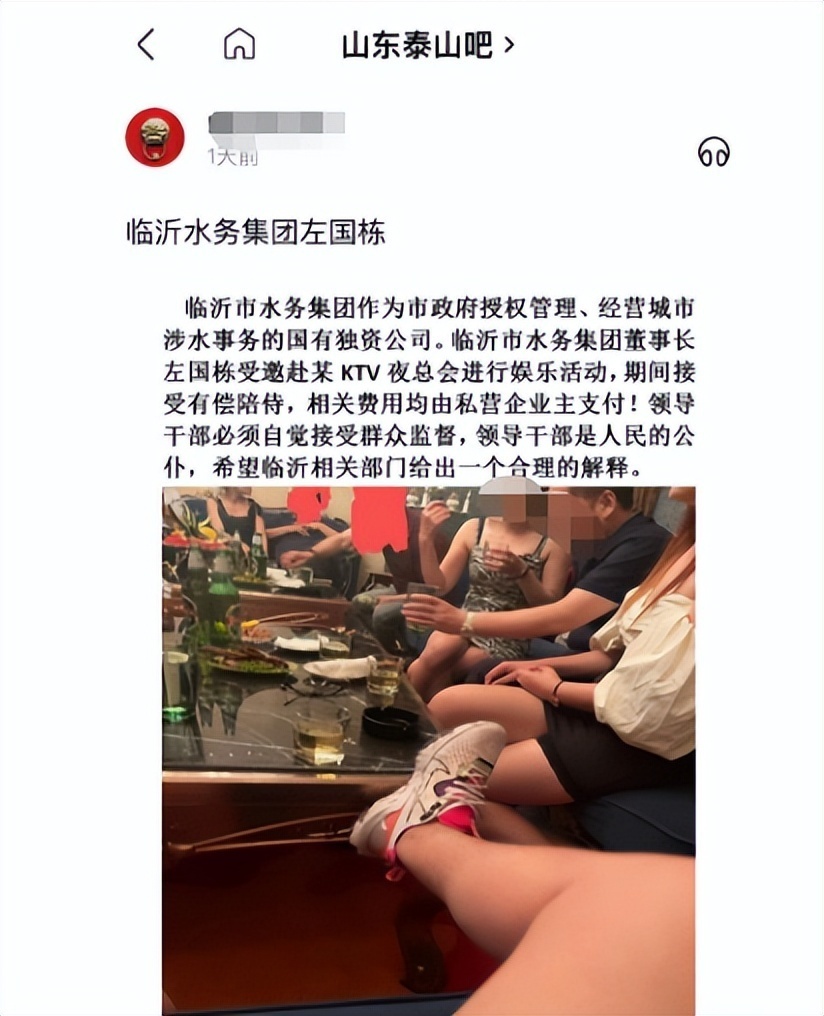 山东泰山吧
1天前
临沂水务集团左国栋
临沂市水务集团作为市政府授权管理、经营城市
涉水事务的国有独资公司。临沂市水务集团董事长
左国栋受邀赴某 KTV 夜总会进行娱乐活动，期间接
受有偿陪侍，相关费用均由私营企业主支付！领导
干部必须自觉接受群众监督，领导干部是人民的公
仆，希望临沂相关部门给出一个合理的解释。